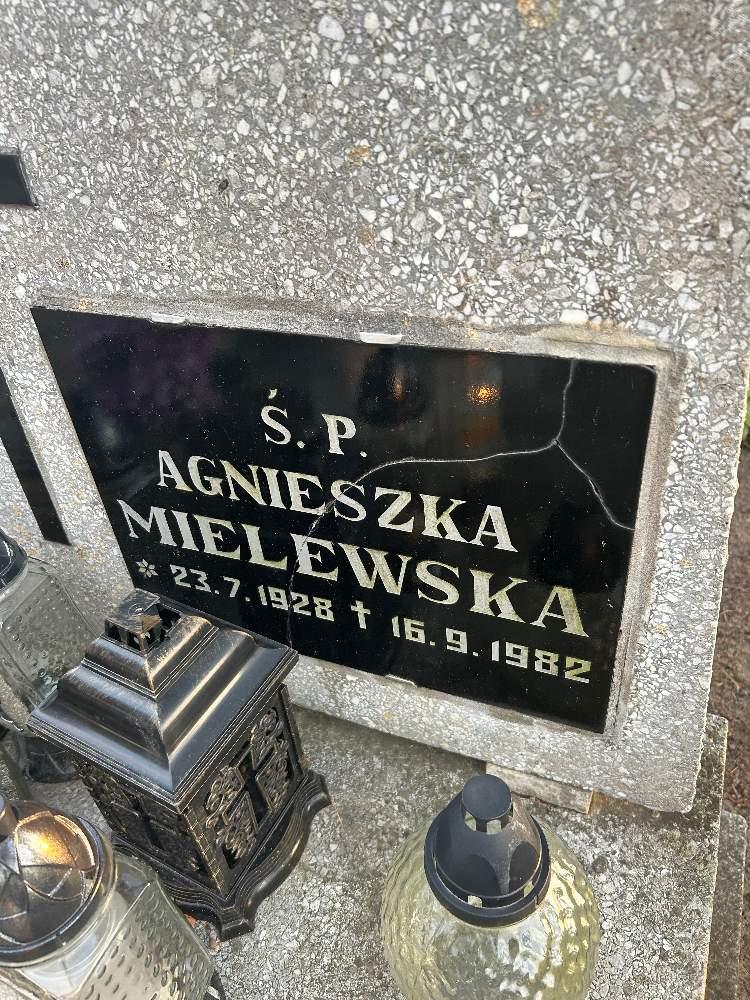 Ś. P.
AGNIESZKA
MIELEWSKA
* 23.7.1928 † 16.9.1982